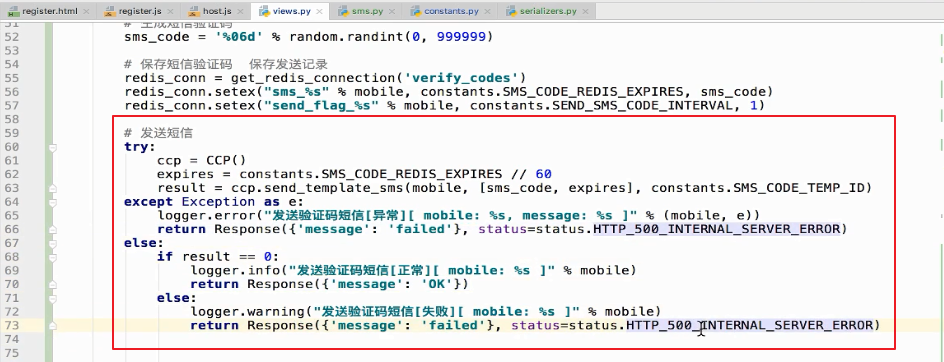 register.html register.js host.js views.py sms.py constants.py serializers.py
51 # 生成短信验证码
52 sms_code = '%06d' % random.randint(0, 999999)
53
54 # 保存短信验证码  保存发送记录
55 redis_conn = get_redis_connection('verify_codes')
56 redis_conn.setex("sms_%s" % mobile, constants.SMS_CODE_REDIS_EXPIRES, sms_code)
57 redis_conn.setex("send_flag_%s" % mobile, constants.SEND_SMS_CODE_INTERVAL, 1)
58
59 # 发送短信
60 try:
61     ccp = CCP()
62     expires = constants.SMS_CODE_REDIS_EXPIRES // 60
63     result = ccp.send_template_sms(mobile, [sms_code, expires], constants.SMS_CODE_TEMP_ID)
64 except Exception as e:
65     logger.error("发送验证码短信[异常][ mobile: %s, message: %s ]" % (mobile, e))
66     return Response({'message': 'failed'}, status=status.HTTP_500_INTERNAL_SERVER_ERROR)
67 else:
68     if result == 0:
69         logger.info("发送验证码短信[正常][ mobile: %s ]" % mobile)
70         return Response({'message': 'OK'})
71     else:
72         logger.warning("发送验证码短信[失败][ mobile: %s ]" % mobile)
73         return Response({'message': 'failed'}, status=status.HTTP_500_INTERNAL_SERVER_ERROR)
74
75